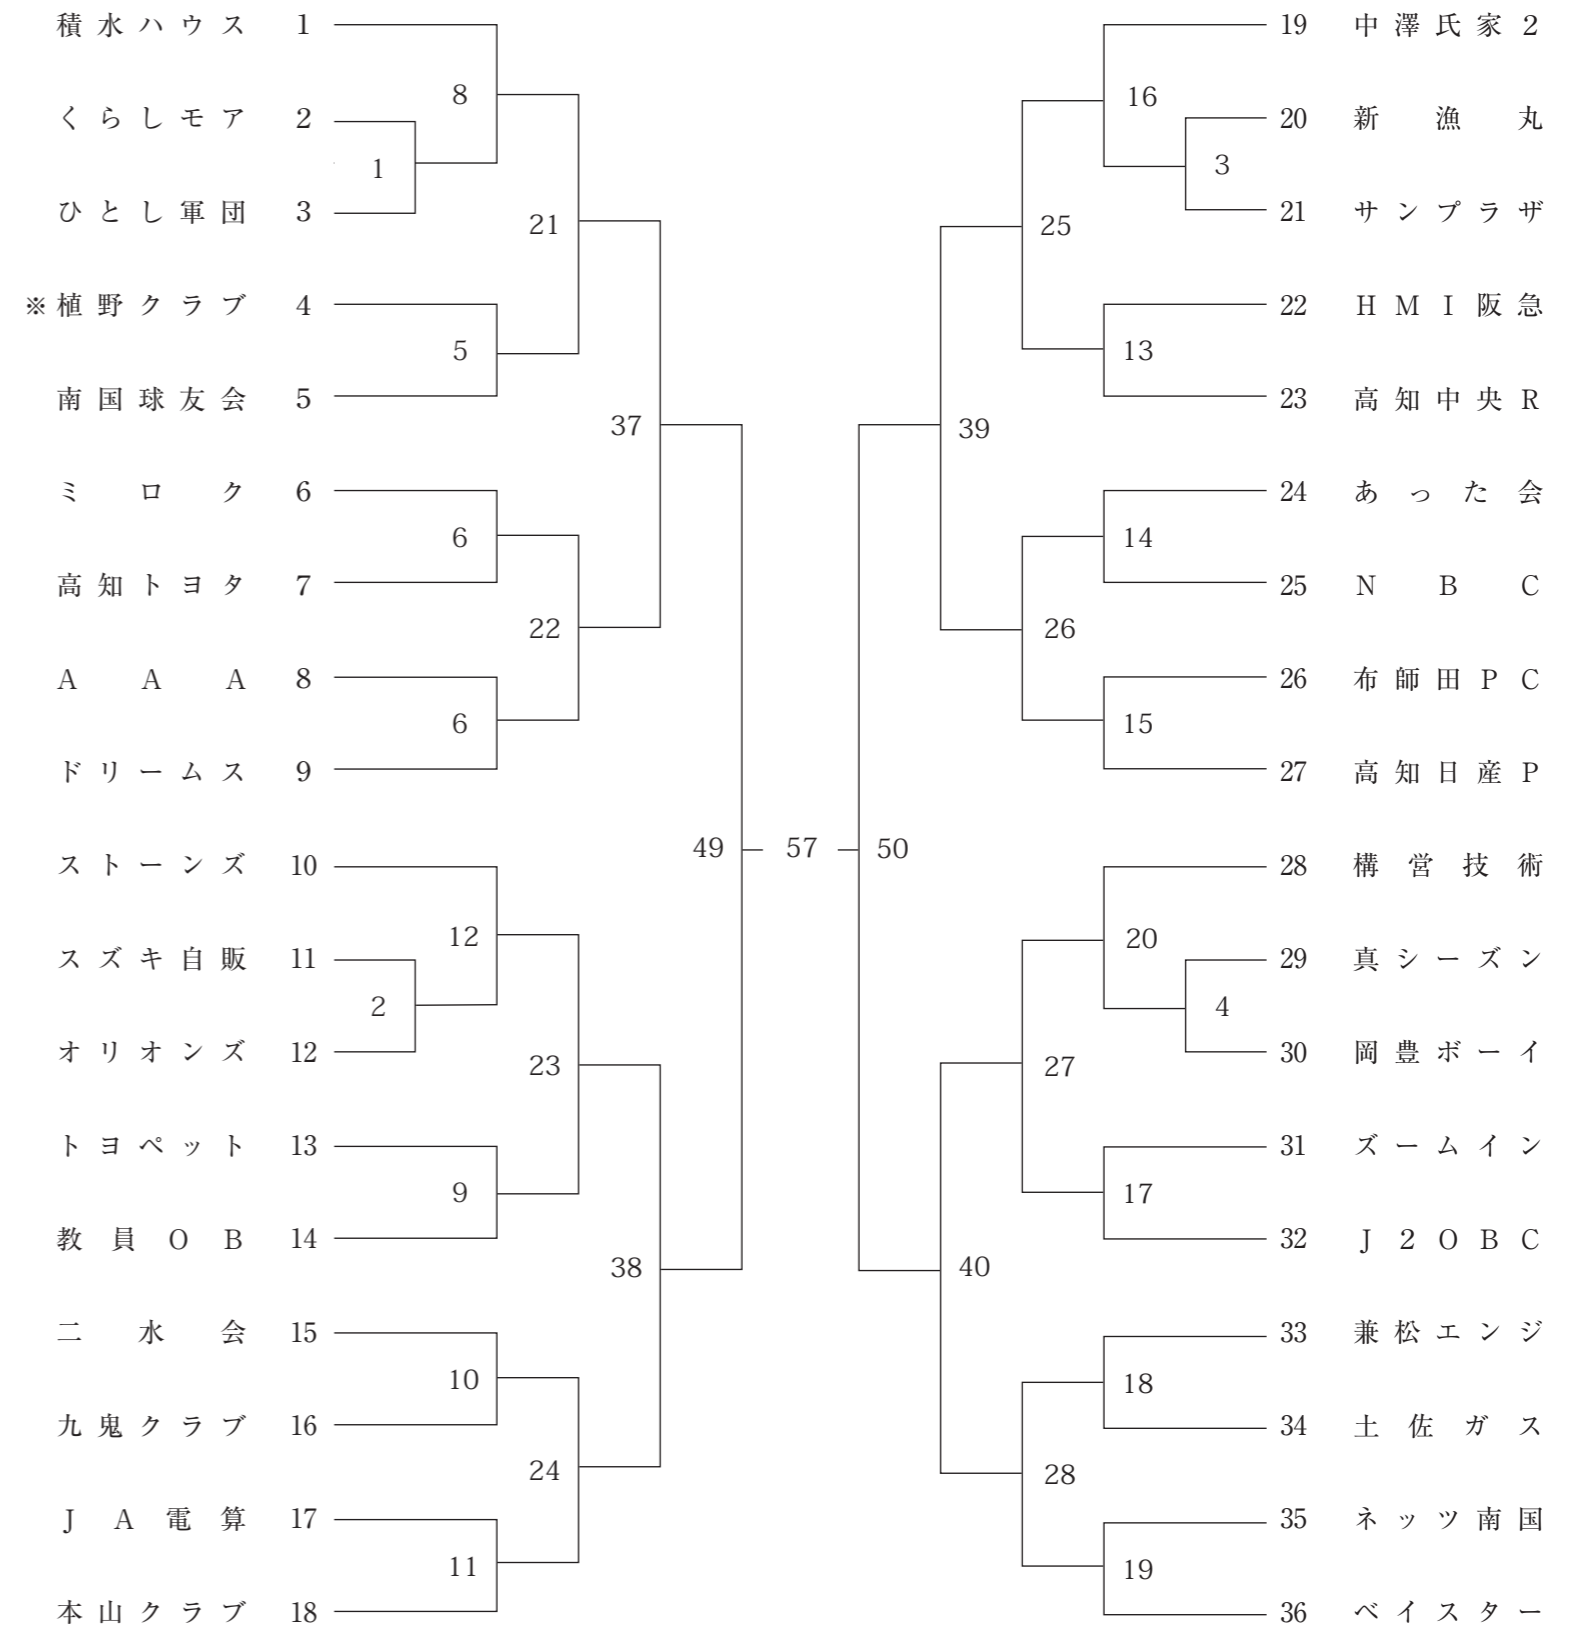 積水ハウス 1
くらしモア 2
ひとし軍団 3
※植野クラブ 4
南国球友会 5
ミロク 6
高知トヨタ 7
AAA 8
ドリームス 9
ストーンズ 10
スズキ自販 11
オリオンズ 12
トヨペット 13
教員OB 14
二水会 15
九鬼クラブ 16
JA電算 17
本山クラブ 18
1
2
8
5
6
6
12
9
10
11
21
22
23
24
37
38
49
57
50
39
40
25
26
27
28
16
13
14
15
20
17
18
19
3
4
19 中澤氏家2
20 新漁丸
21 サンプラザ
22 HMI阪急
23 高知中央R
24 あった会
25 NBC
26 布師田PC
27 高知日産P
28 構営技術
29 真シーズン
30 岡豊ボーイ
31 ズームイン
32 J2OBC
33 兼松エンジ
34 土佐ガス
35 ネッツ南国
36 ベイスター